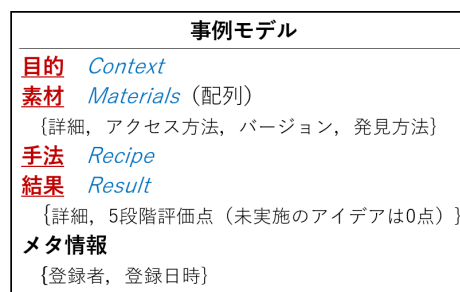 事例モデル
目的 Context
素材 Materials（配列）
{詳細，アクセス方法，バージョン，発見方法}
手法 Recipe
結果 Result
{詳細，5段階評価点（未実施のアイデアは0点）}
メタ情報
{登録者，登録日時}